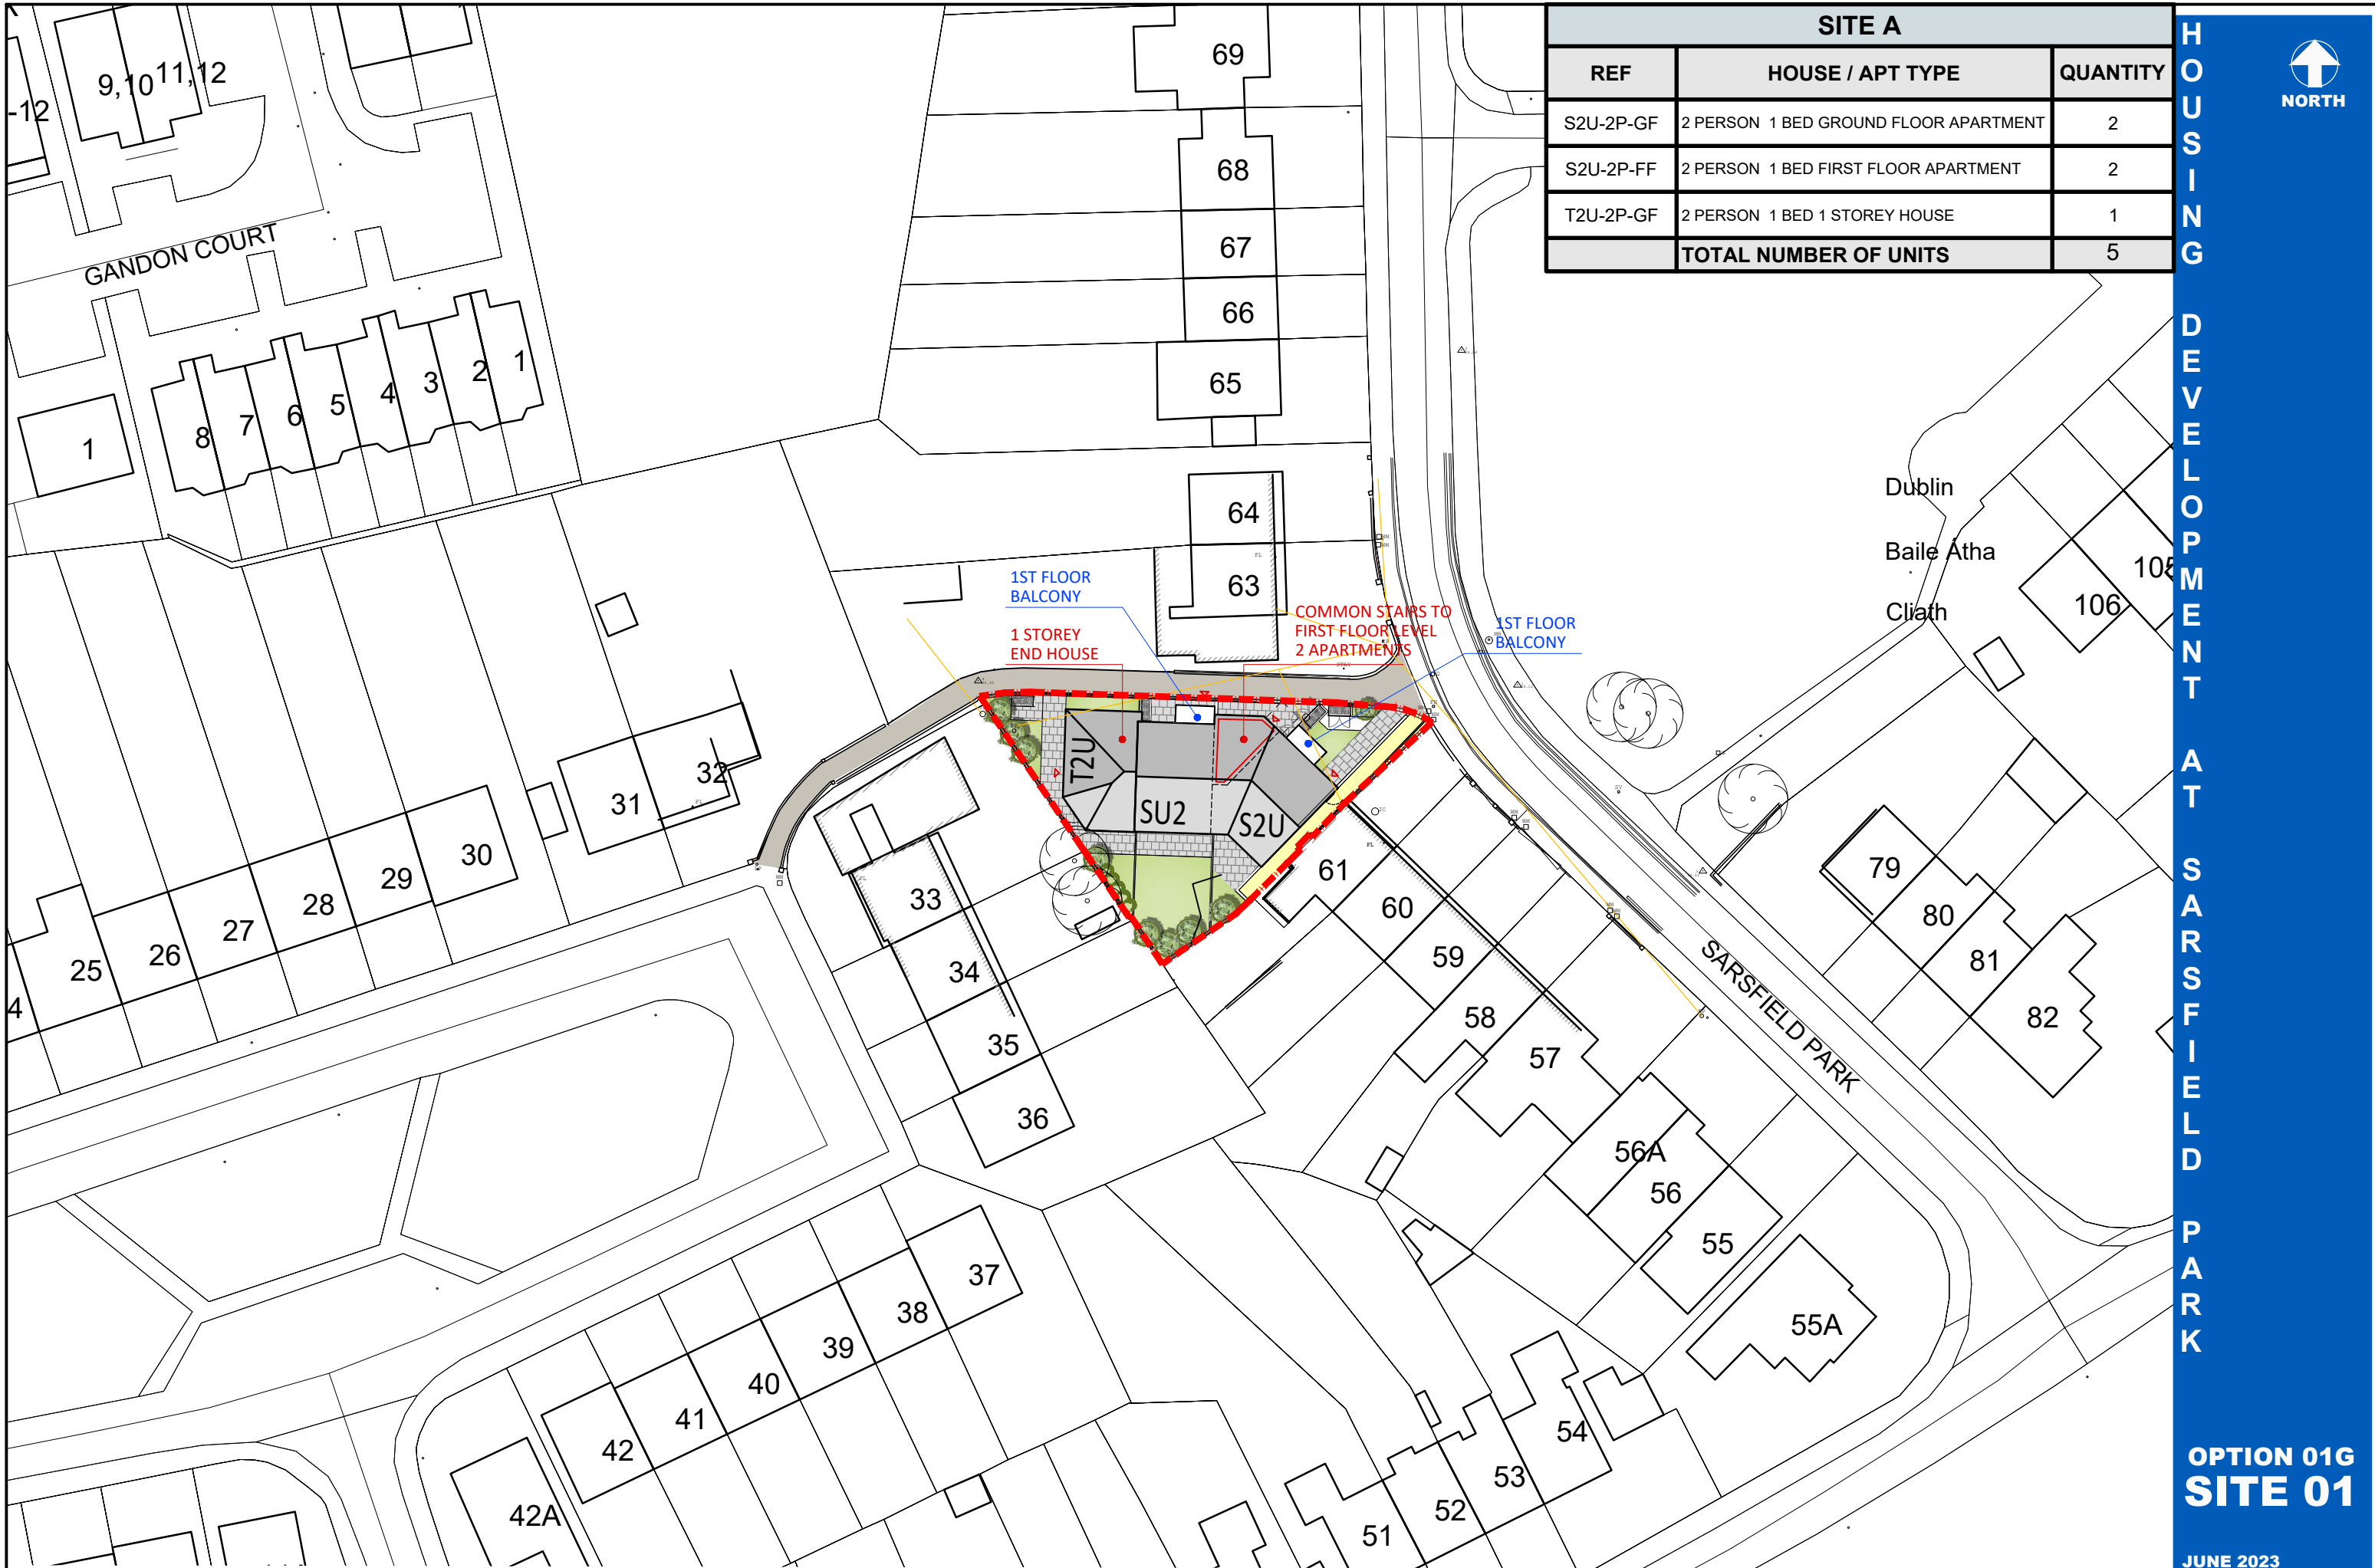 SITE A
REF HOUSE / APT TYPE QUANTITY
S2U-2P-GF 2 PERSON 1 BED GROUND FLOOR APARTMENT 2
S2U-2P-FF 2 PERSON 1 BED FIRST FLOOR APARTMENT 2
T2U-2P-GF 2 PERSON 1 BED 1 STOREY HOUSE 1
TOTAL NUMBER OF UNITS 5
NORTH
HOUSING DEVELOPMENT AT SARSFIELD PARK
OPTION 01G
SITE 01
JUNE 2023
-12
9,10
11,12
GANDON COURT
1
8
7
6
5
4
3
2
1
69
68
67
66
65
64
63
1ST FLOOR
BALCONY
1 STOREY
END HOUSE
COMMON STAIRS TO
FIRST FLOOR LEVEL
2 APARTMENTS
1ST FLOOR
BALCONY
Dublin
Baile Átha
Cliath
105
106
T2U
SU2
S2U
32
31
30
29
28
27
26
25
4
33
34
35
36
61
60
59
58
57
56A
56
55
55A
SARSFIELD PARK
79
80
81
82
37
38
39
40
41
42
42A
54
53
52
51